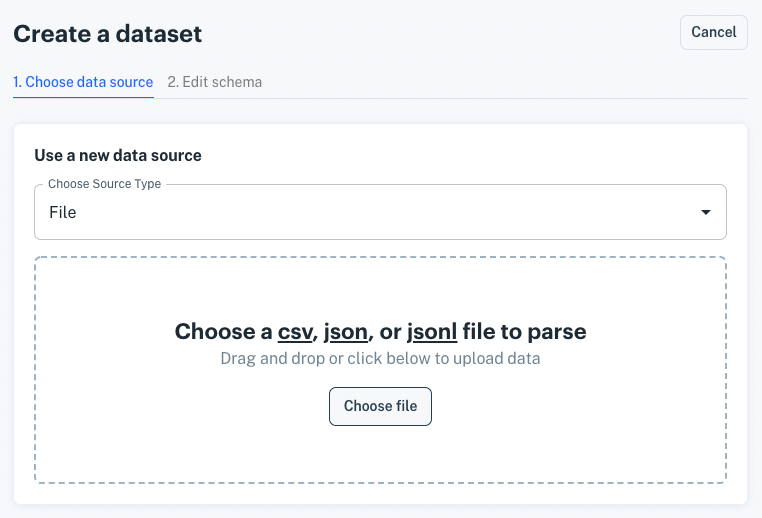 Create a dataset
Cancel
1. Choose data source
2. Edit schema
Use a new data source
Choose Source Type
File
Choose a csv, json, or jsonl file to parse
Drag and drop or click below to upload data
Choose file